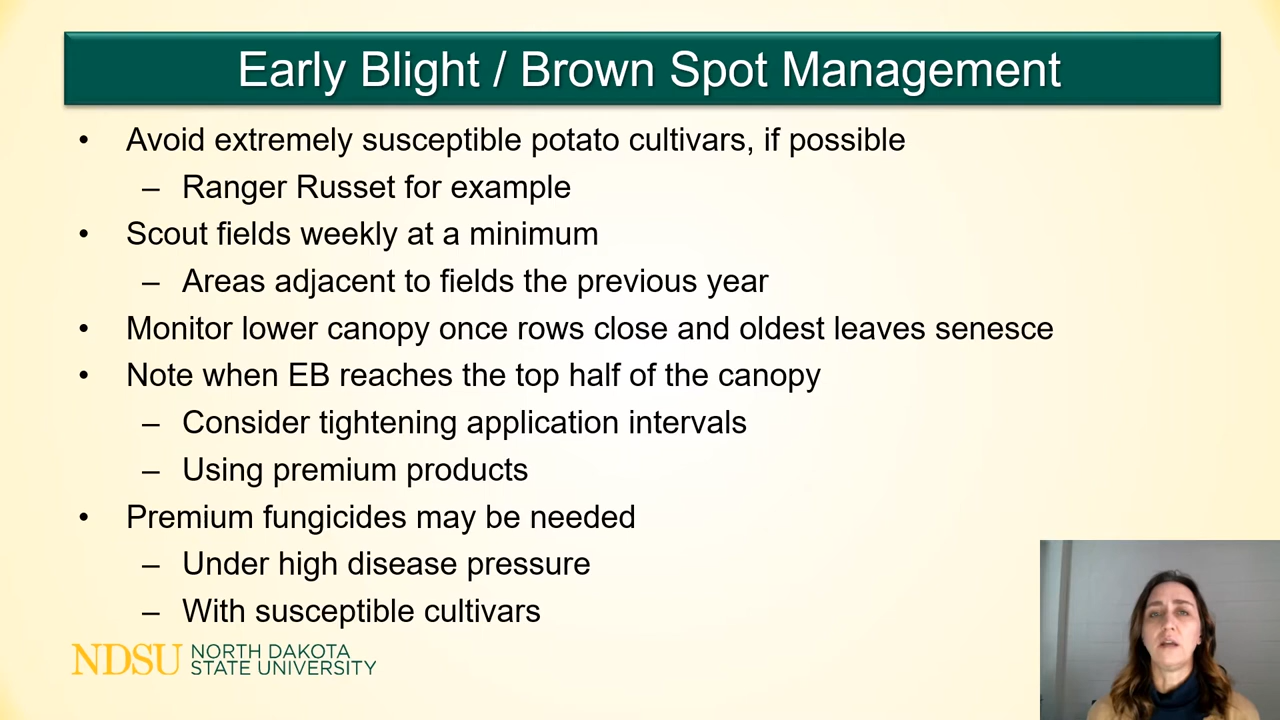 Early Blight / Brown Spot Management
• Avoid extremely susceptible potato cultivars, if possible
– Ranger Russet for example
• Scout fields weekly at a minimum
– Areas adjacent to fields the previous year
• Monitor lower canopy once rows close and oldest leaves senesce
• Note when EB reaches the top half of the canopy
– Consider tightening application intervals
– Using premium products
• Premium fungicides may be needed
– Under high disease pressure
– With susceptible cultivars
NDSU NORTH DAKOTA
STATE UNIVERSITY